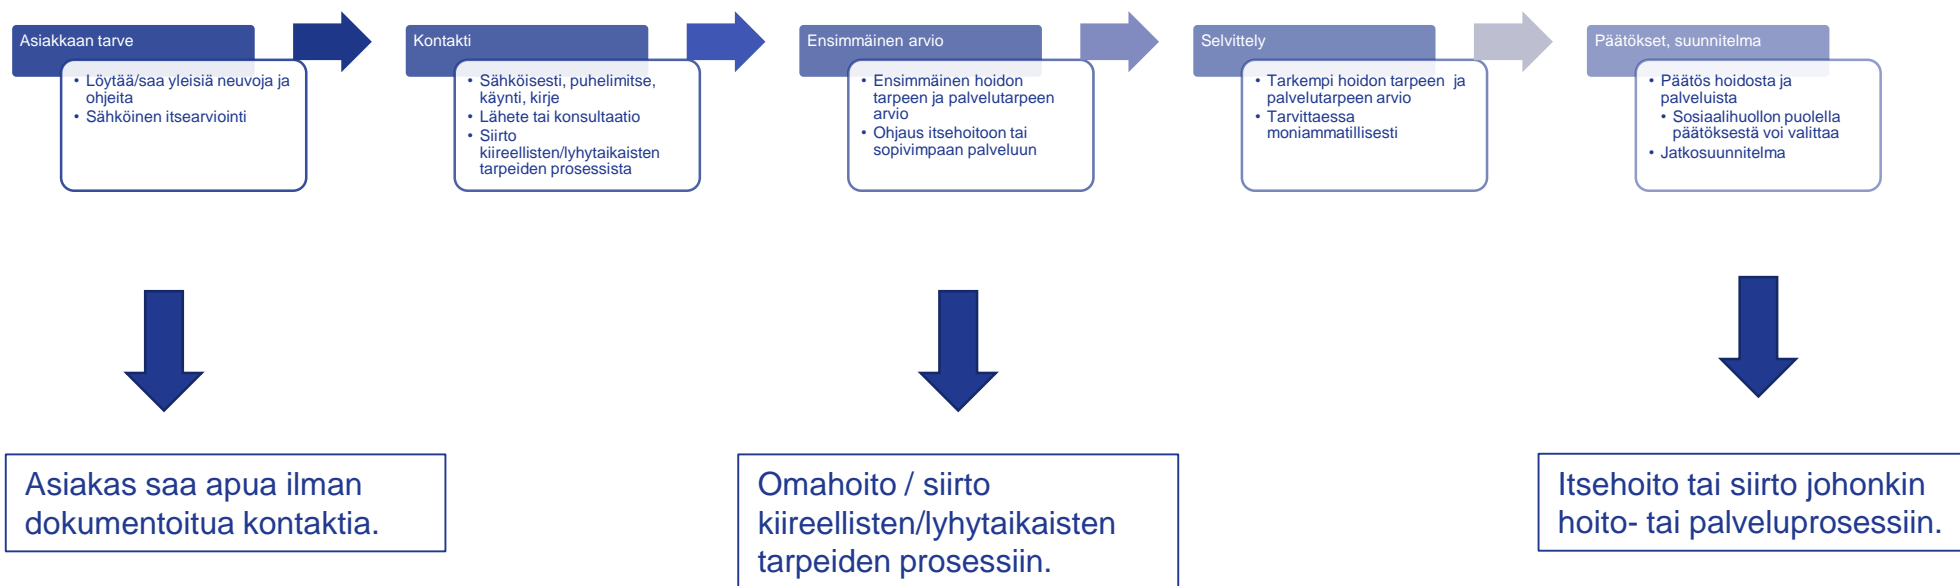 Asiakkaan tarve
• Löytää/saa yleisiä neuvoja ja
ohjeita
• Sähköinen itsearviointi
Kontakti
• Sähköisesti, puhelimitse,
käynti, kirje
• Lähete tai konsultaatio
• Siirto
kiireellisten/lyhytaikaisten
tarpeiden prosessista
Ensimmäinen arvio
• Ensimmäinen hoidon
tarpeen ja palvelutarpeen
arvio
• Ohjaus itsehoitoon tai
sopivimpaan palveluun
Selvittely
• Tarkempi hoidon tarpeen ja
palvelutarpeen arvio
• Tarvittaessa
moniammatillisesti
Päätökset, suunnitelma
• Päätös hoidosta ja
palveluista
• Sosiaalihuollon puolella
päätöksestä voi valittaa
• Jatkosuunnitelma
Asiakas saa apua ilman
dokumentoitua kontaktia.
Omahoito / siirto
kiireellisten/lyhytaikaisten
tarpeiden prosessiin.
Itsehoito tai siirto johonkin
hoito- tai palveluprosessiin.